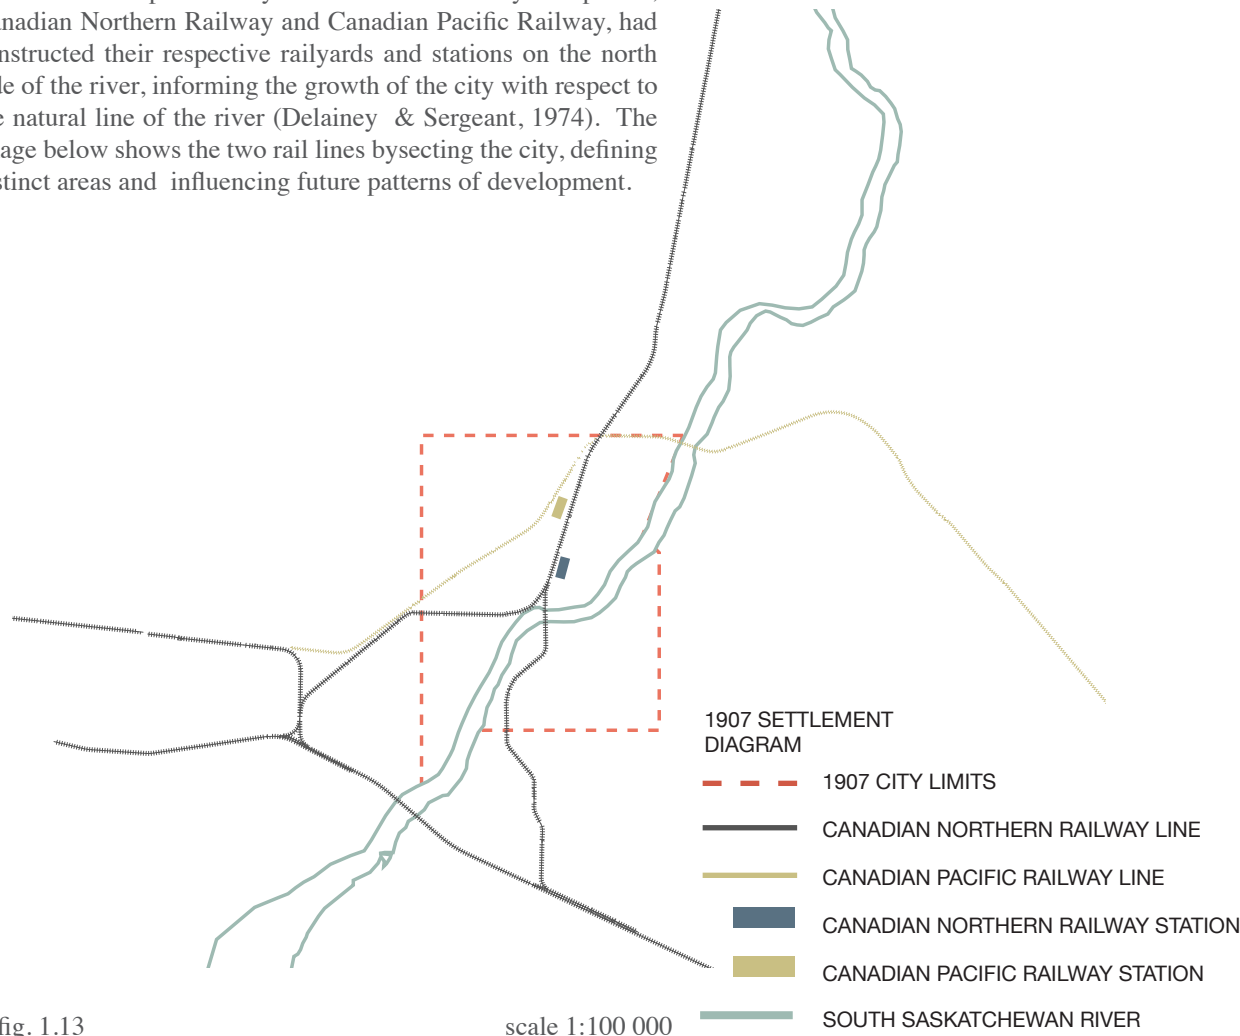 nadian Northern Railway and Canadian Pacific Railway, had
nstructed their respective railyards and stations on the north
le of the river, informing the growth of the city with respect to
e natural line of the river (Delainey & Sergeant, 1974). The
age below shows the two rail lines bysecting the city, defining
stinct areas and influencing future patterns of development.
1907 SETTLEMENT
DIAGRAM
1907 CITY LIMITS
CANADIAN NORTHERN RAILWAY LINE
CANADIAN PACIFIC RAILWAY LINE
CANADIAN NORTHERN RAILWAY STATION
CANADIAN PACIFIC RAILWAY STATION
SOUTH SASKATCHEWAN RIVER
fig. 1.13
scale 1:100 000